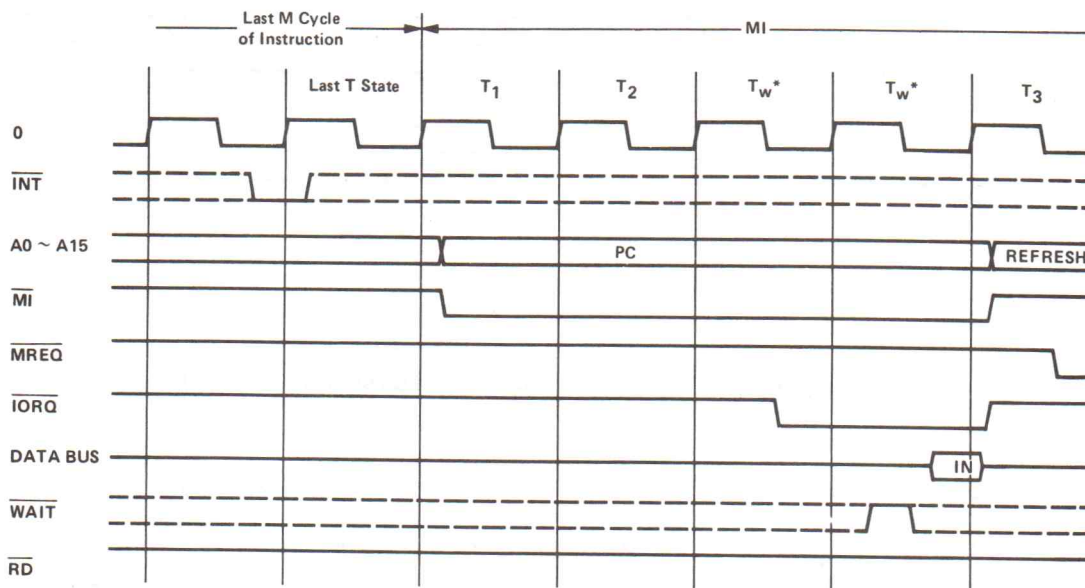 Last M Cycle
of Instruction
MI
Last T State
T1
T2
Tw*
Tw*
T3
0
INT
A0 ~ A15
PC
REFRESH
MI
MREQ
IORQ
DATA BUS
IN
WAIT
RD